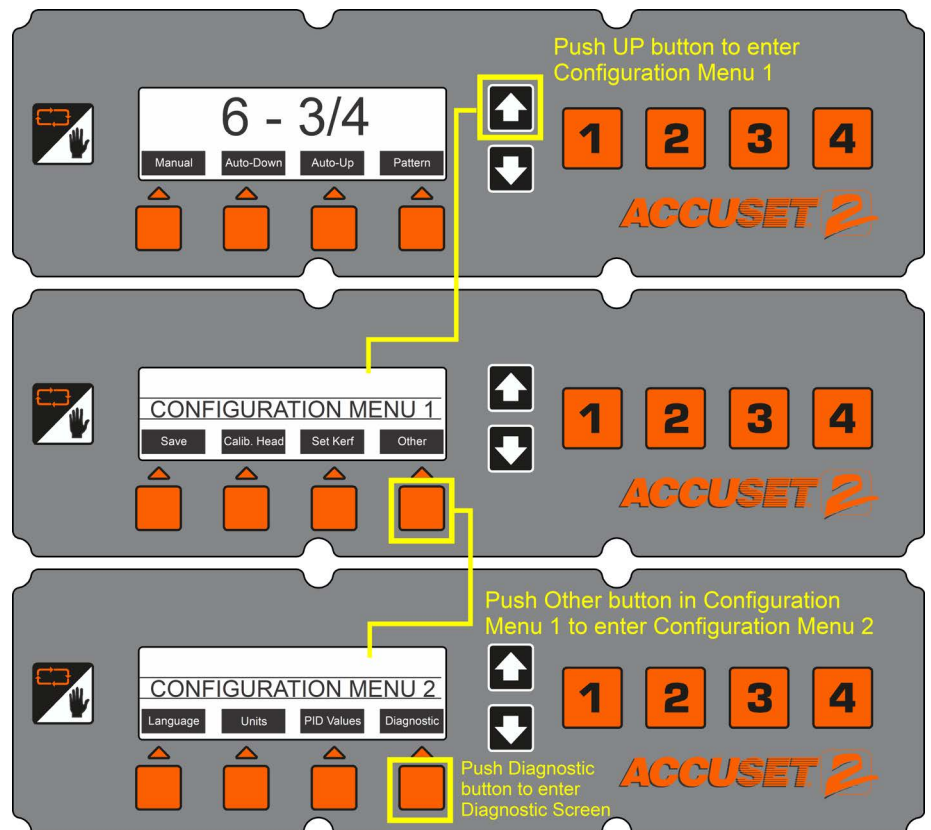 Push UP button to enter
Configuration Menu 1
6 - 3/4
Manual Auto-Down Auto-Up Pattern
1 2 3 4
ACCUSET 2
CONFIGURATION MENU 1
Save Calib. Head Set Kerf Other
1 2 3 4
ACCUSET 2
Push Other button in Configuration
Menu 1 to enter Configuration Menu 2
CONFIGURATION MENU 2
Language Units PID Values Diagnostic
1 2 3 4
Push Diagnostic
button to enter
Diagnostic Screen
ACCUSET 2